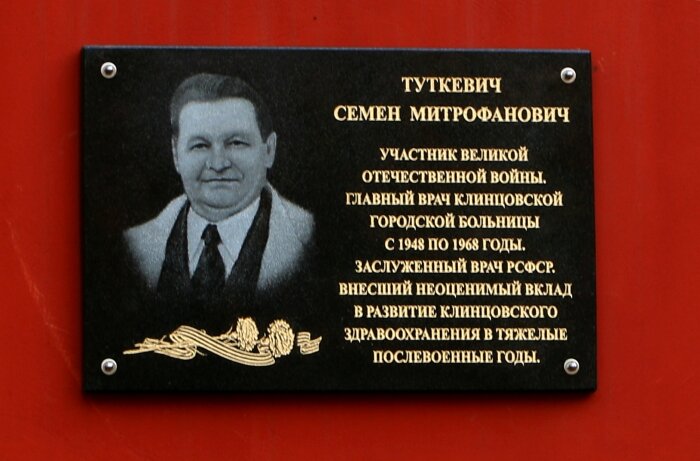 ТУТКЕВИЧ
СЕМЕН МИТРОФАНОВИЧ
УЧАСТНИК ВЕЛИКОЙ
ОТЕЧЕСТВЕННОЙ ВОЙНЫ.
ГЛАВНЫЙ ВРАЧ КЛИНЦОВСКОЙ
ГОРОДСКОЙ БОЛЬНИЦЫ
С 1948 ПО 1968 ГОДЫ.
ЗАСЛУЖЕННЫЙ ВРАЧ РСФСР.
ВНЕСШИЙ НЕОЦЕНИМЫЙ ВКЛАД
В РАЗВИТИЕ КЛИНЦОВСКОГО
ЗДРАВООХРАНЕНИЯ В ТЯЖЕЛЫЕ
ПОСЛЕВОЕННЫЕ ГОДЫ.